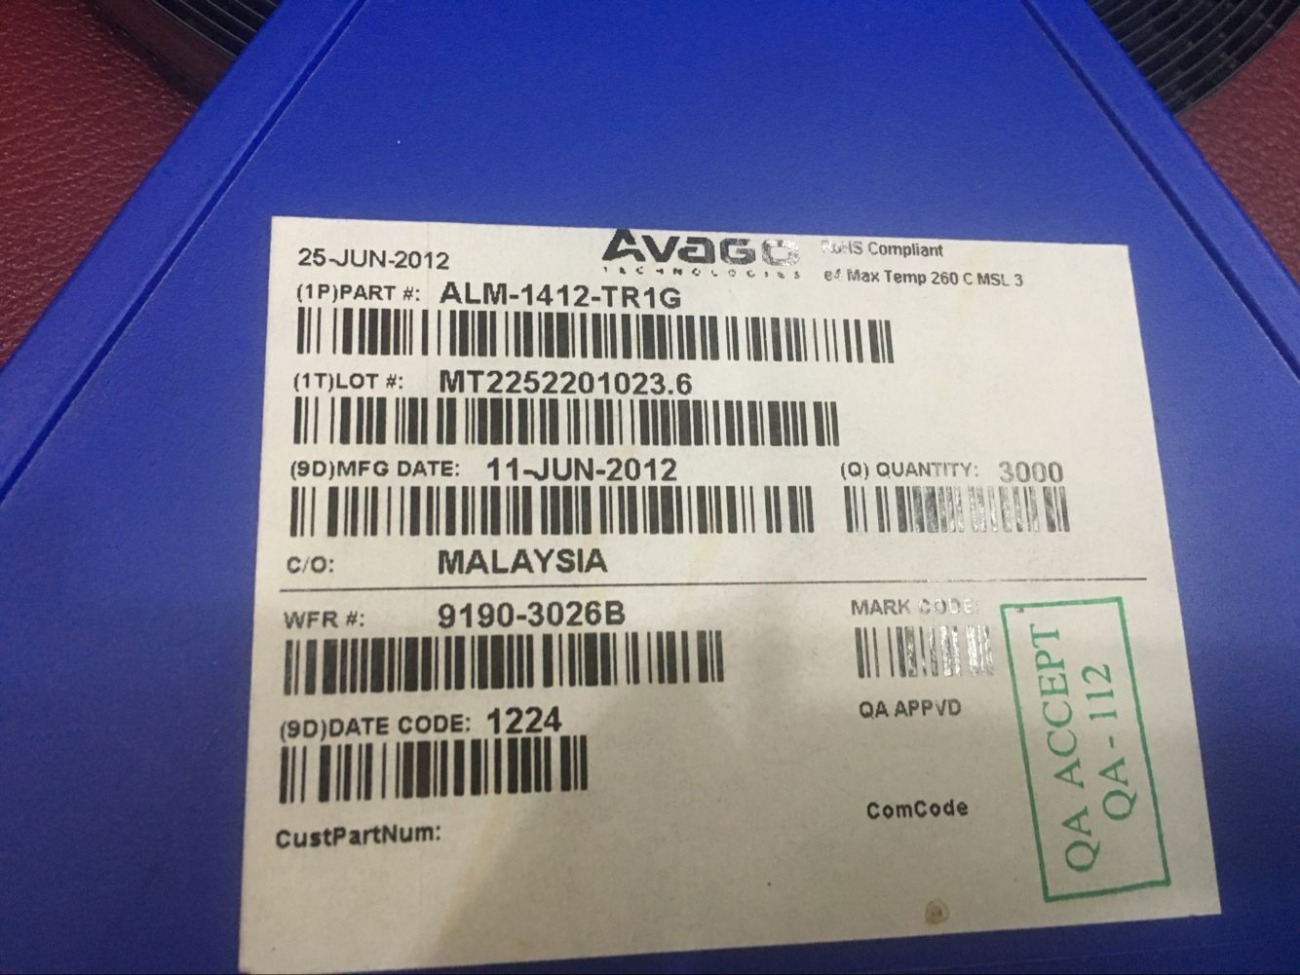 25-JUN-2012
AVAGO
TECHNOLOGIES
RoHS Compliant
e4 Max Temp 260 C MSL 3
(1P)PART #: ALM-1412-TR1G
(1T)LOT #: MT2252201023.6
(9D)MFG DATE: 11-JUN-2012
(Q) QUANTITY: 3000
C/O: MALAYSIA
WFR #: 9190-3026B
MARK CODE:
(9D)DATE CODE: 1224
QA APPVD
CustPartNum:
ComCode
QA ACCEPT
QA-112